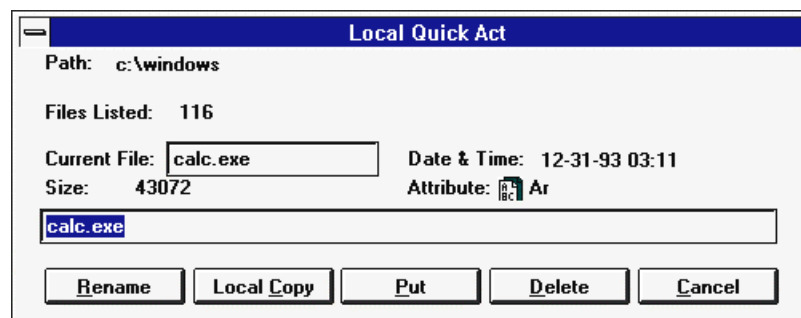 Local Quick Act
Path: c:\windows
Files Listed: 116
Current File: calc.exe Date & Time: 12-31-93 03:11
Size: 43072 Attribute: Ar
calc.exe
Rename Local Copy Put Delete Cancel